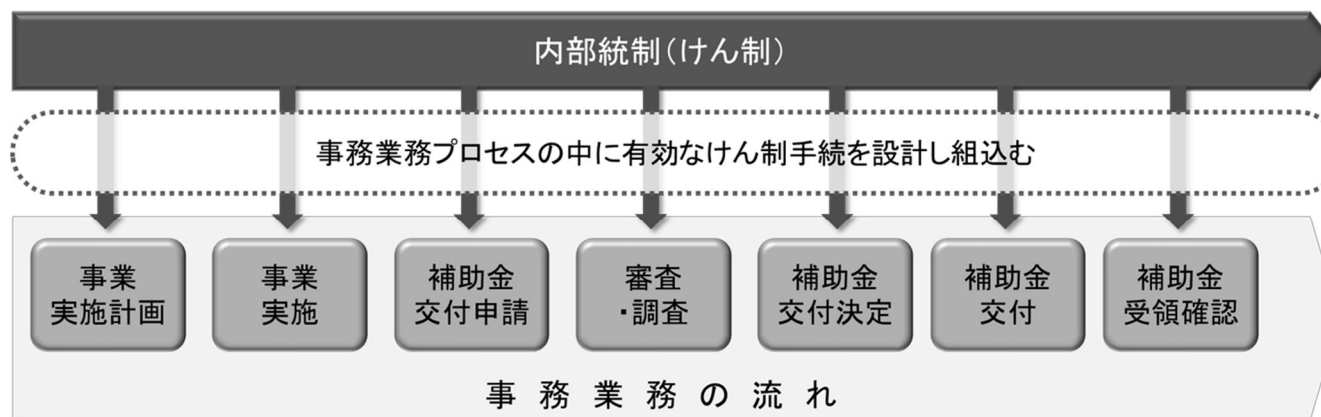 内部統制(けん制)
事務業務プロセスの中に有効なけん制手続を設計し組込む
事業
実施計画
事業
実施
補助金
交付申請
審査
・調査
補助金
交付決定
補助金
交付
補助金
受領確認
事務業務の流れ